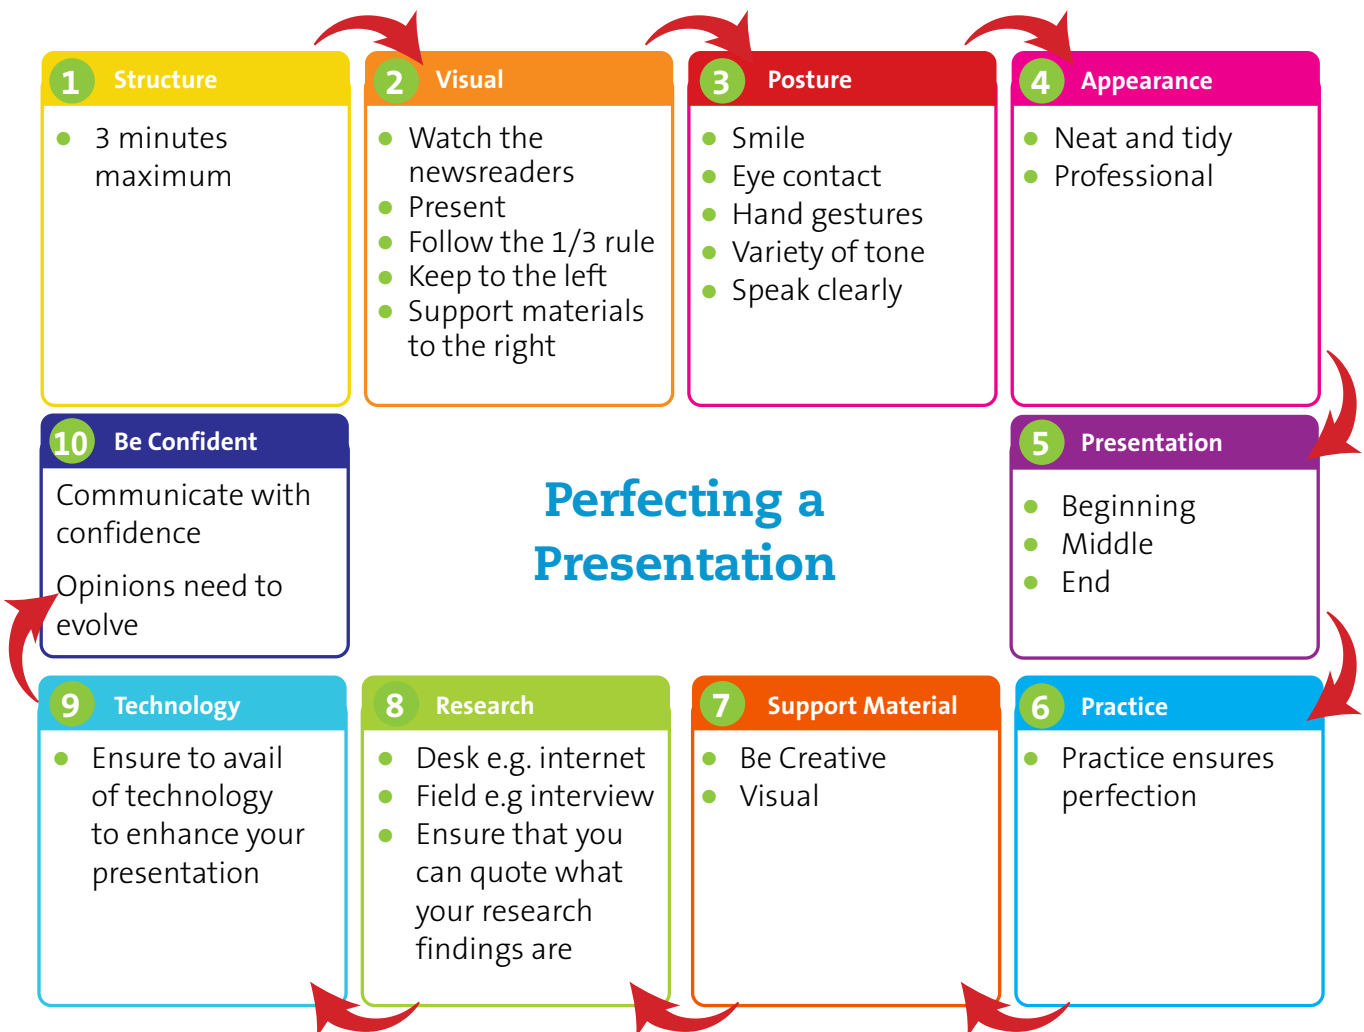 1 Structure
• 3 minutes
maximum
2 Visual
• Watch the
newsreaders
• Present
• Follow the 1/3 rule
• Keep to the left
• Support materials
to the right
3 Posture
• Smile
• Eye contact
• Hand gestures
• Variety of tone
• Speak clearly
4 Appearance
• Neat and tidy
• Professional
Perfecting a
Presentation
5 Presentation
• Beginning
• Middle
• End
6 Practice
• Practice ensures
perfection
7 Support Material
• Be Creative
• Visual
8 Research
• Desk e.g. internet
• Field e.g interview
• Ensure that you
can quote what
your research
findings are
9 Technology
• Ensure to avail
of technology
to enhance your
presentation
10 Be Confident
Communicate with
confidence
Opinions need to
evolve